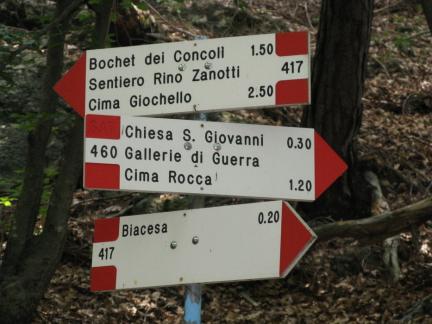 Bochet dei Concoli 1.50
Sentiero Rino Zanotti 417
Cima Giochello 2.50
Chiesa S. Giovanni 0.30
460 Gallerie di Guerra
Cima Rocca 1.20
Biacesa 0.20
417